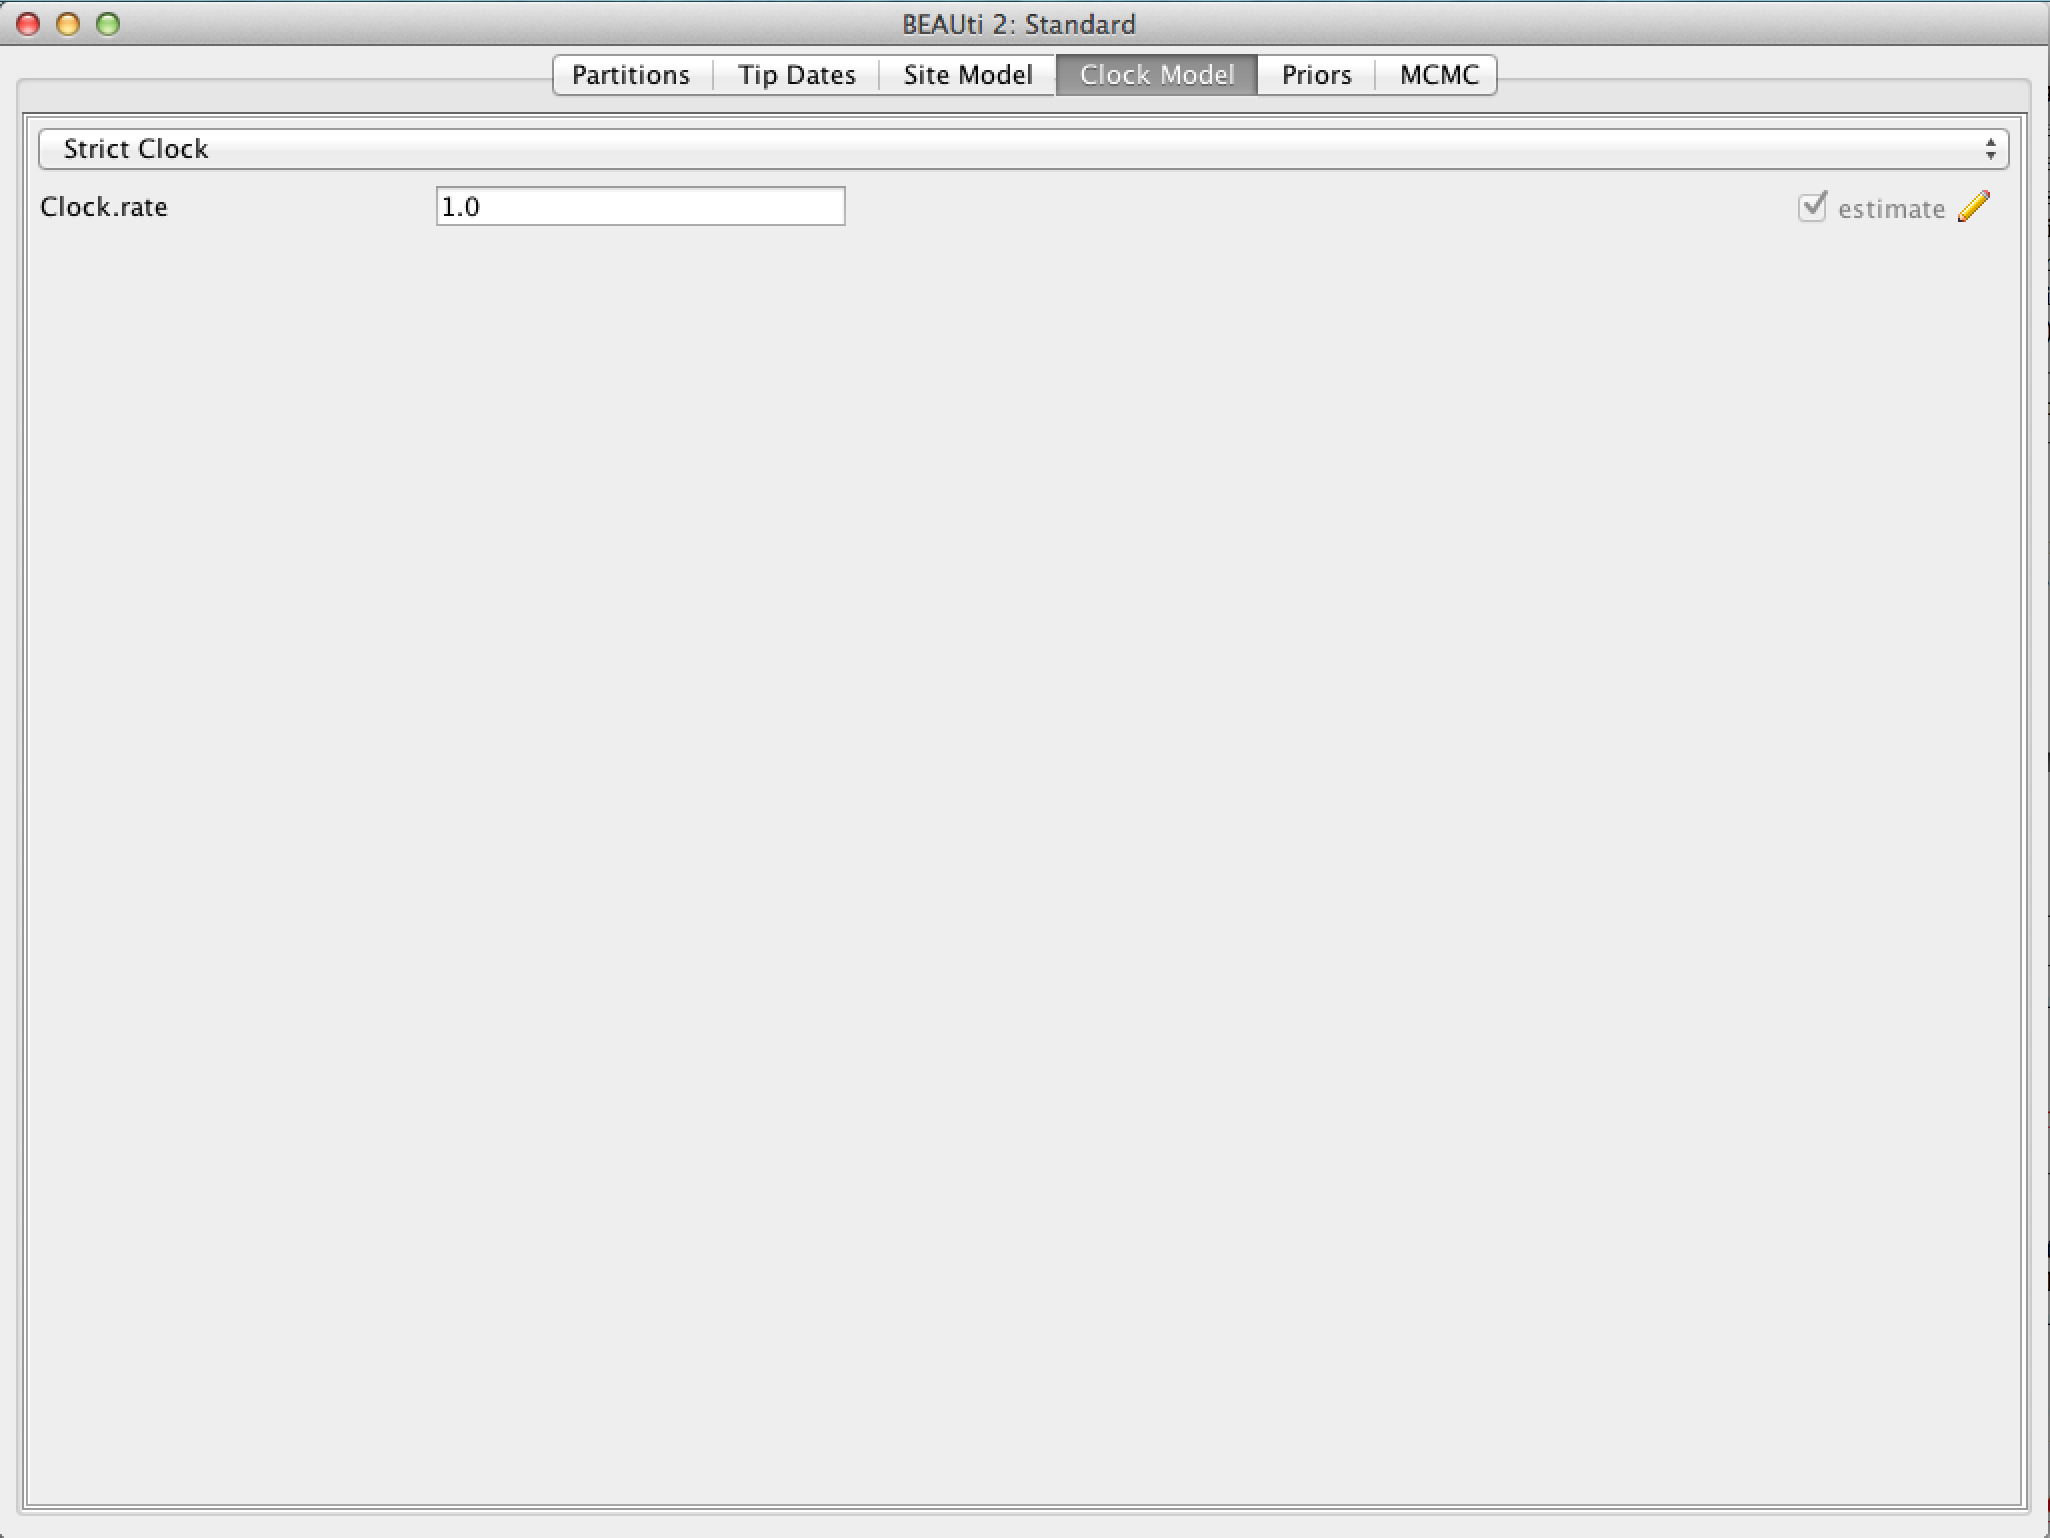 BEAUti 2: Standard
Partitions Tip Dates Site Model Clock Model Priors MCMC
Strict Clock
Clock.rate 1.0 estimate